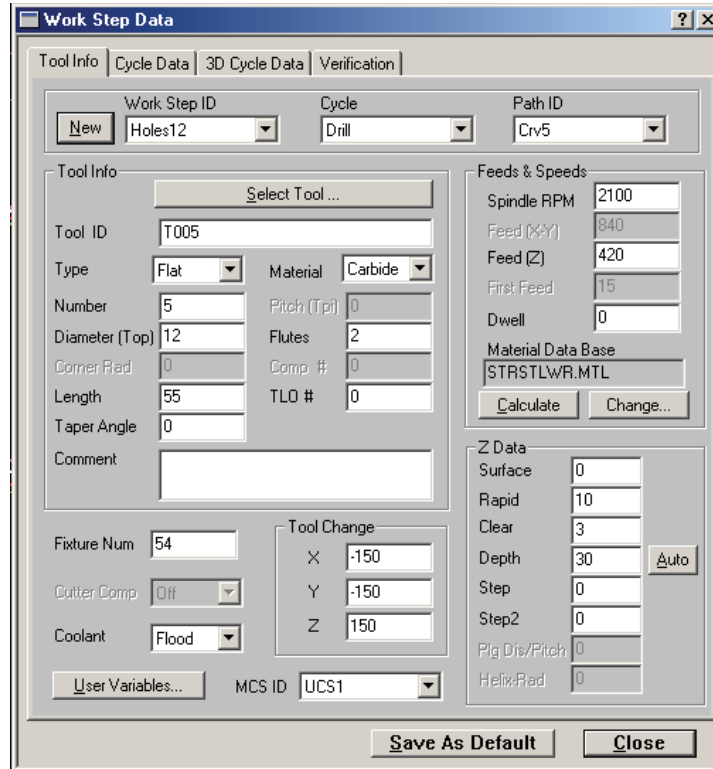 Work Step Data
Tool Info Cycle Data 3D Cycle Data Verification
Work Step ID Cycle Path ID
New Holes12 Drill Crv5
Tool Info
Select Tool ...
Tool ID T005
Type Flat Material Carbide
Number 5 Pitch (Tpi) 0
Diameter (Top) 12 Flutes 2
Corner Rad 0 Comp # 0
Length 55 TLO # 0
Taper Angle 0
Comment
Feeds & Speeds
Spindle RPM 2100
Feed (X-Y) 840
Feed (Z) 420
First Feed 15
Dwell 0
Material Data Base
STRSTLWR.MTL
Calculate Change...
Z Data
Surface 0
Rapid 10
Clear 3
Depth 30 Auto
Step 0
Step2 0
Plg Dis/Pitch 0
Helix-Rad 0
Fixture Num 54
Cutter Comp Off
Coolant Flood
Tool Change
X -150
Y -150
Z 150
User Variables... MCS ID UCS1
Save As Default Close